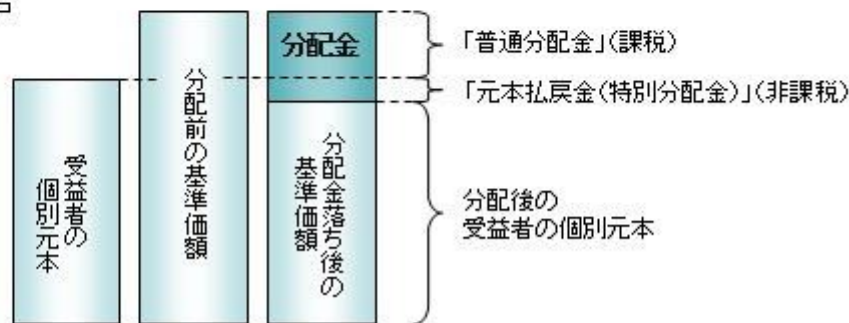 分配金
「普通分配金」(課税)
「元本払戻金(特別分配金)」(非課税)
受益者の
個別元本
分配前の基準価額
分配金落ち後の
基準価額
分配後の
受益者の個別元本